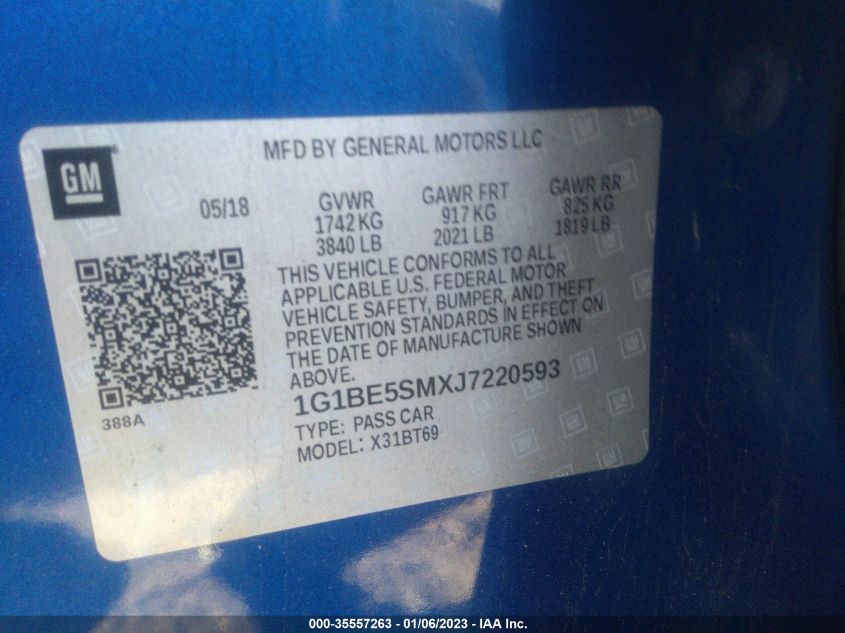 MFD BY GENERAL MOTORS LLC
GM
05/18
GVWR
1742 KG
3840 LB
GAWR FRT
917 KG
2021 LB
GAWR RR
825 KG
1819 LB
THIS VEHICLE CONFORMS TO ALL
APPLICABLE U.S. FEDERAL MOTOR
VEHICLE SAFETY, BUMPER, AND THEFT
PREVENTION STANDARDS IN EFFECT ON
THE DATE OF MANUFACTURE SHOWN
ABOVE.
388A
1G1BE5SMXJ7220593
TYPE: PASS CAR
MODEL: X31BT69
000-35557263 - 01/06/2023 - IAA Inc.